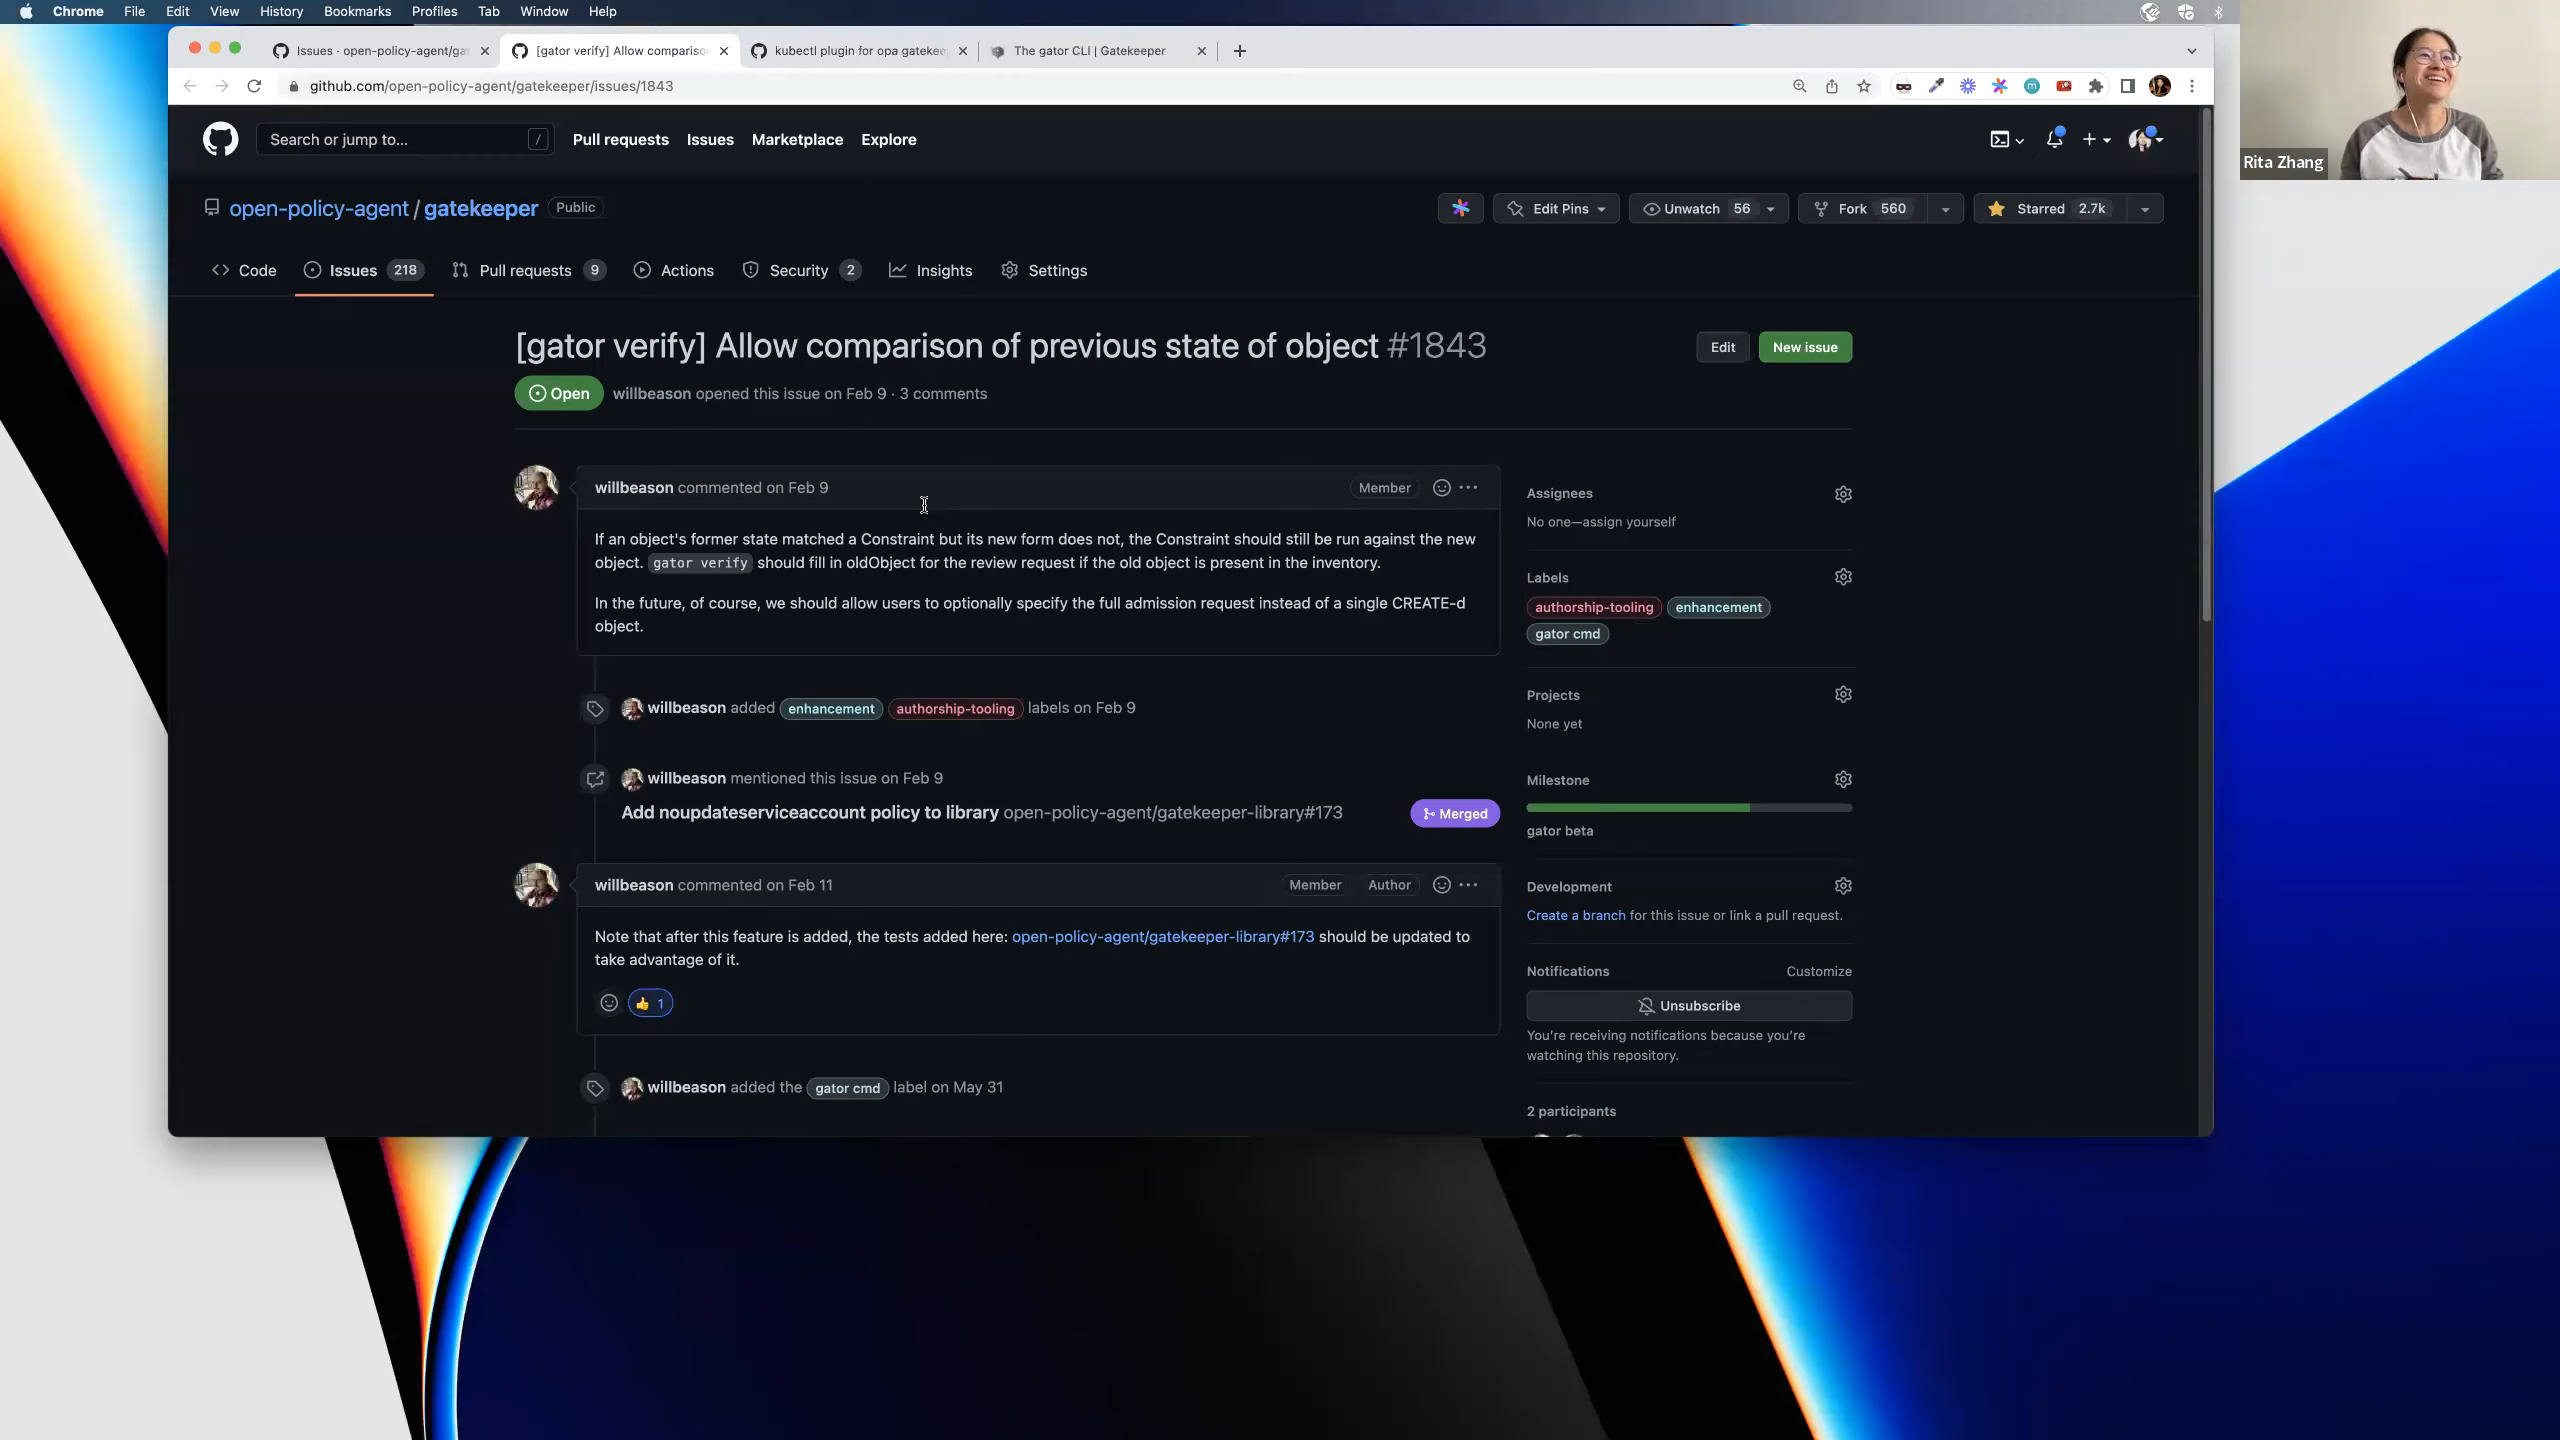 Chrome File Edit View History Bookmarks Profiles Tab Window Help
Issues · open-policy-agent/ga
[gator verify] Allow compariso
kubectl plugin for opa gatekee
The gator CLI | Gatekeeper
github.com/open-policy-agent/gatekeeper/issues/1843
Rita Zhang
Search or jump to... /
Pull requests Issues Marketplace Explore
open-policy-agent / gatekeeper Public
Edit Pins Unwatch 56 Fork 560 Starred 2.7k
Code Issues 218 Pull requests 9 Actions Security 2 Insights Settings
[gator verify] Allow comparison of previous state of object #1843
Edit New issue
Open willbeason opened this issue on Feb 9 · 3 comments
willbeason commented on Feb 9 Member
If an object's former state matched a Constraint but its new form does not, the Constraint should still be run against the new
object. gator verify should fill in oldObject for the review request if the old object is present in the inventory.
In the future, of course, we should allow users to optionally specify the full admission request instead of a single CREATE-d
object.
willbeason added enhancement authorship-tooling labels on Feb 9
willbeason mentioned this issue on Feb 9
Add noupdateserviceaccount policy to library open-policy-agent/gatekeeper-library#173 Merged
willbeason commented on Feb 11 Member Author
Note that after this feature is added, the tests added here: open-policy-agent/gatekeeper-library#173 should be updated to
take advantage of it.
👍 1
willbeason added the gator cmd label on May 31
Assignees
No one—assign yourself
Labels
authorship-tooling enhancement
gator cmd
Projects
None yet
Milestone
gator beta
Development
Create a branch for this issue or link a pull request.
Notifications Customize
Unsubscribe
You're receiving notifications because you're
watching this repository.
2 participants